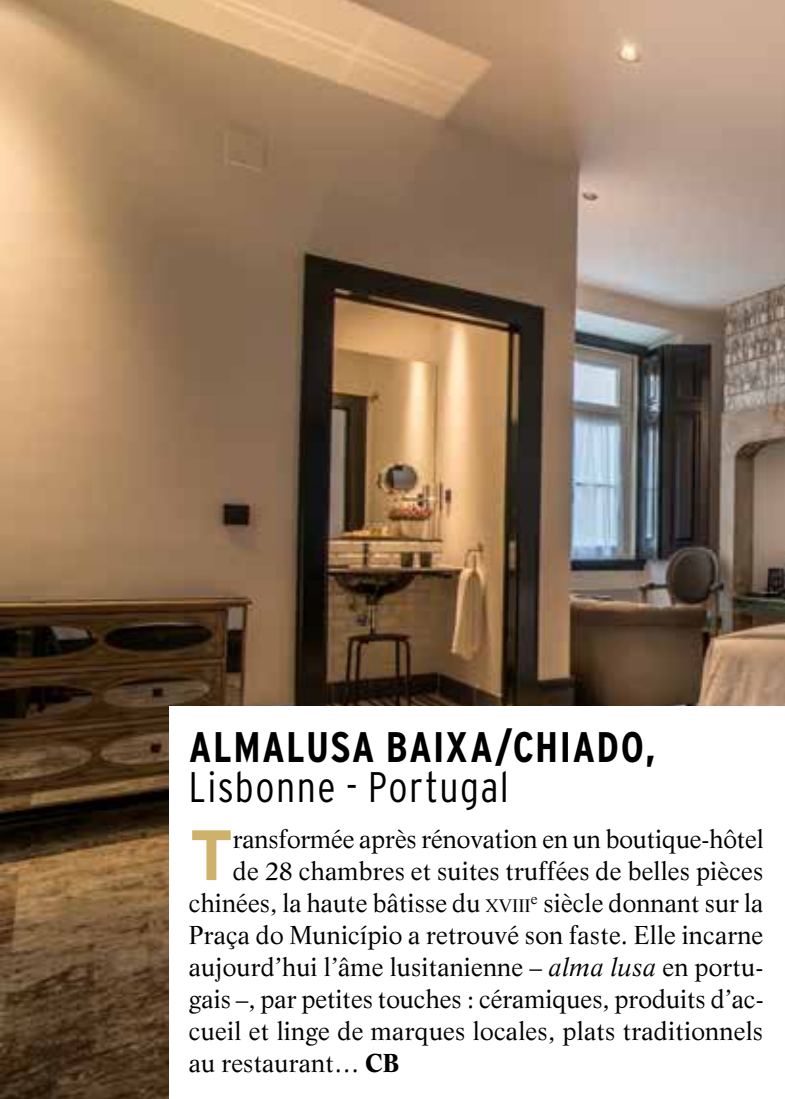 ALMALUSA BAIXA/CHIADO,
Lisbonne - Portugal
Transformée après rénovation en un boutique-hôtel
de 28 chambres et suites truffées de belles pièces
chinées, la haute bâtisse du XVIIIe siècle donnant sur la
Praça do Município a retrouvé son faste. Elle incarne
aujourd’hui l’âme lusitanienne – alma lusa en portu-
gais –, par petites touches : céramiques, produits d’ac-
cueil et linge de marques locales, plats traditionnels
au restaurant… CB